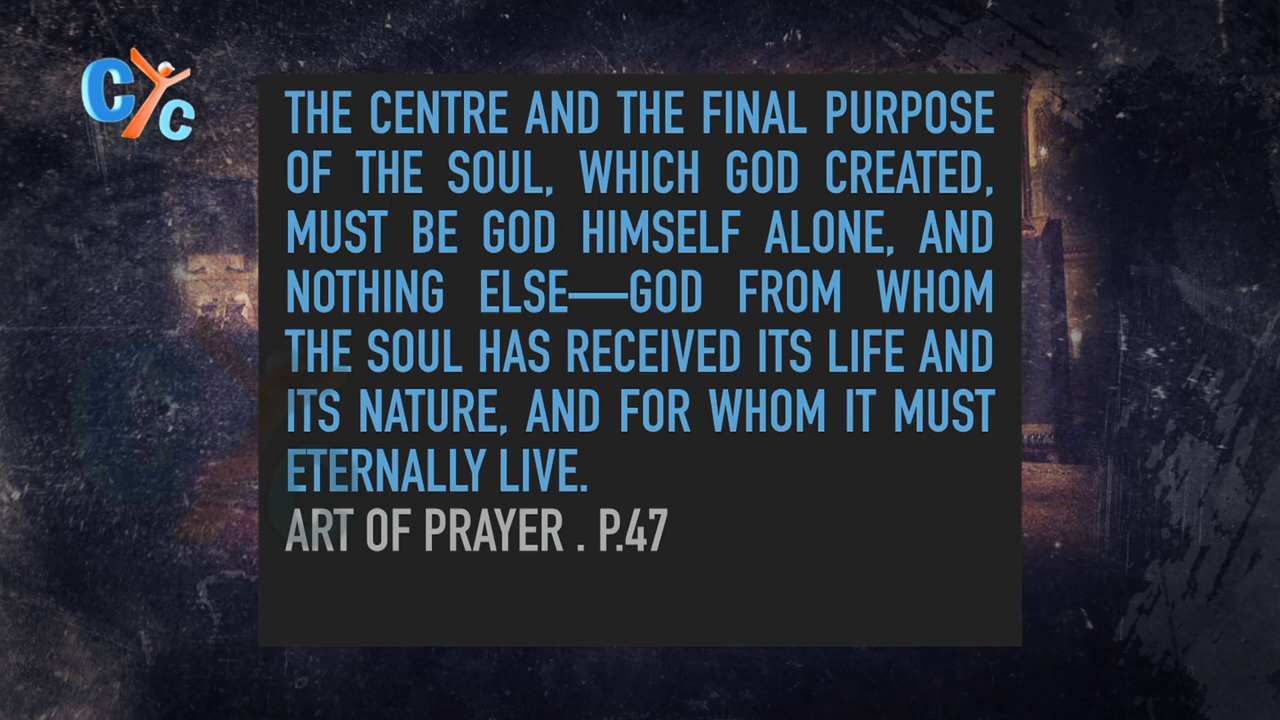 CYC
THE CENTRE AND THE FINAL PURPOSE
OF THE SOUL, WHICH GOD CREATED,
MUST BE GOD HIMSELF ALONE, AND
NOTHING ELSE—GOD FROM WHOM
THE SOUL HAS RECEIVED ITS LIFE AND
ITS NATURE, AND FOR WHOM IT MUST
ETERNALLY LIVE.
ART OF PRAYER . P.47